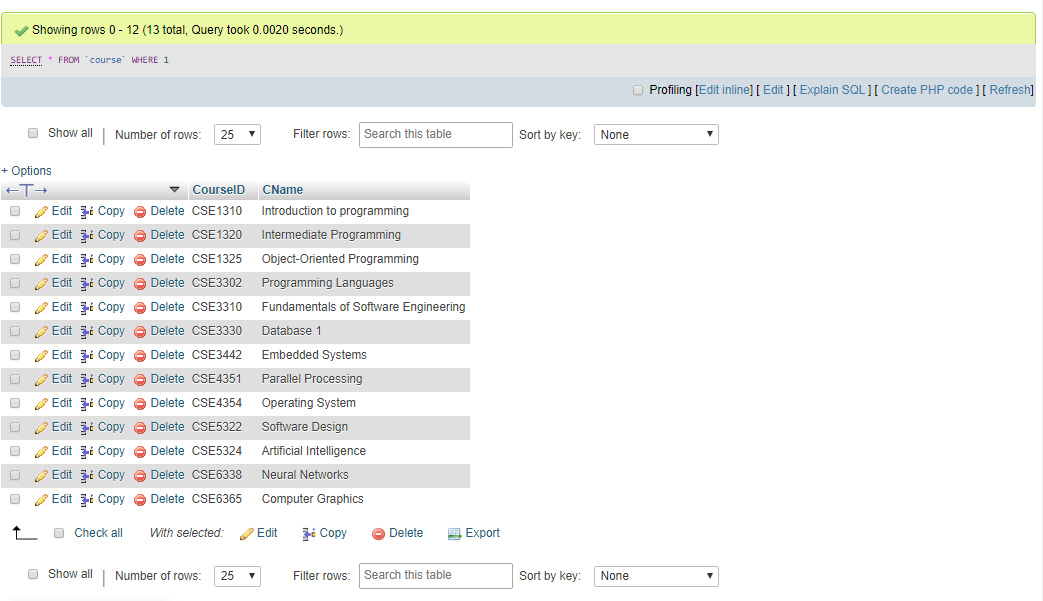 Showing rows 0 - 12 (13 total, Query took 0.0020 seconds.)
SELECT * FROM `course` WHERE 1
Profiling [Edit inline] [ Edit ] [ Explain SQL ] [ Create PHP code ] [ Refresh]
Show all | Number of rows: 25 Filter rows: Search this table Sort by key: None
+ Options
←T→ CourseID CName
Edit Copy Delete CSE1310 Introduction to programming
Edit Copy Delete CSE1320 Intermediate Programming
Edit Copy Delete CSE1325 Object-Oriented Programming
Edit Copy Delete CSE3302 Programming Languages
Edit Copy Delete CSE3310 Fundamentals of Software Engineering
Edit Copy Delete CSE3330 Database 1
Edit Copy Delete CSE3442 Embedded Systems
Edit Copy Delete CSE4351 Parallel Processing
Edit Copy Delete CSE4354 Operating System
Edit Copy Delete CSE5322 Software Design
Edit Copy Delete CSE5324 Artificial Intelligence
Edit Copy Delete CSE6338 Neural Networks
Edit Copy Delete CSE6365 Computer Graphics
Check all With selected: Edit Copy Delete Export
Show all | Number of rows: 25 Filter rows: Search this table Sort by key: None